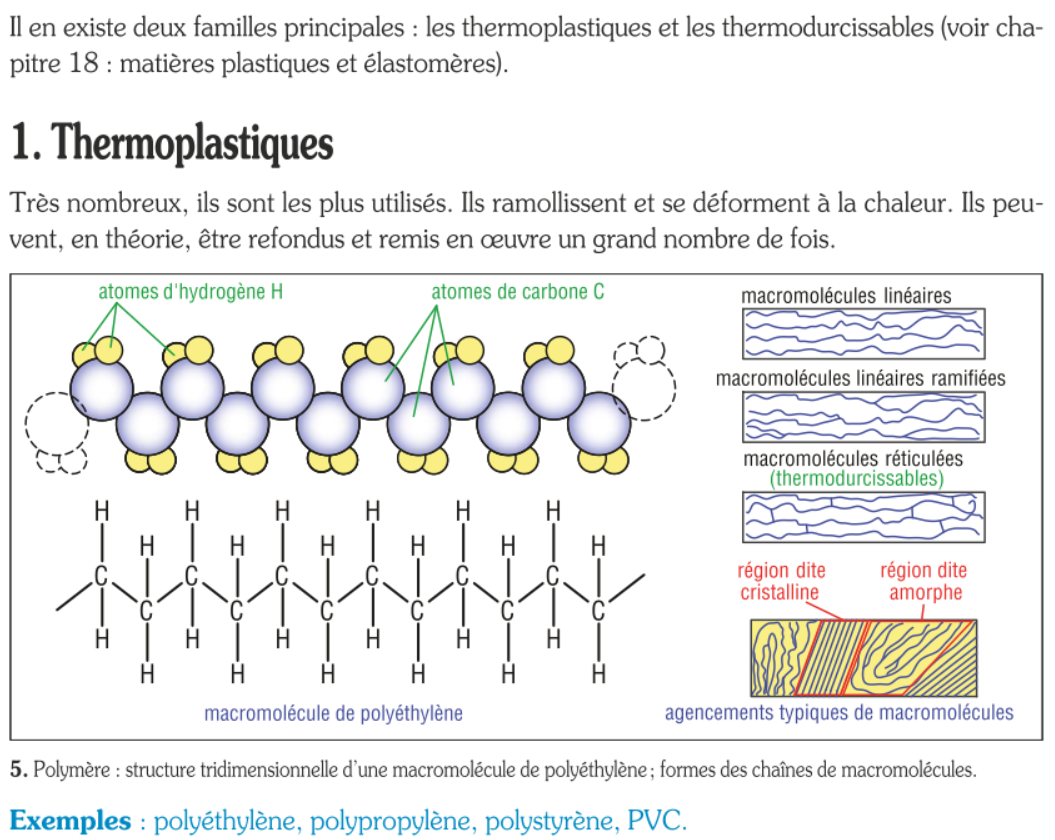 Il en existe deux familles principales : les thermoplastiques et les thermodurcissables (voir cha-
pitre 18 : matières plastiques et élastomères).
1. Thermoplastiques
Très nombreux, ils sont les plus utilisés. Ils ramollissent et se déforment à la chaleur. Ils peu-
vent, en théorie, être refondus et remis en œuvre un grand nombre de fois.
atomes d'hydrogène H
atomes de carbone C
H H H H H H
H H H H H H
C C C C C C
C C C C C C
H H H H H H
H H H H H H
macromolécule de polyéthylène
macromolécules linéaires
macromolécules linéaires ramifiées
macromolécules réticulées
(thermodurcissables)
région dite
cristalline
région dite
amorphe
agencements typiques de macromolécules
5. Polymère : structure tridimensionnelle d'une macromolécule de polyéthylène ; formes des chaînes de macromolécules.
Exemples : polyéthylène, polypropylène, polystyrène, PVC.